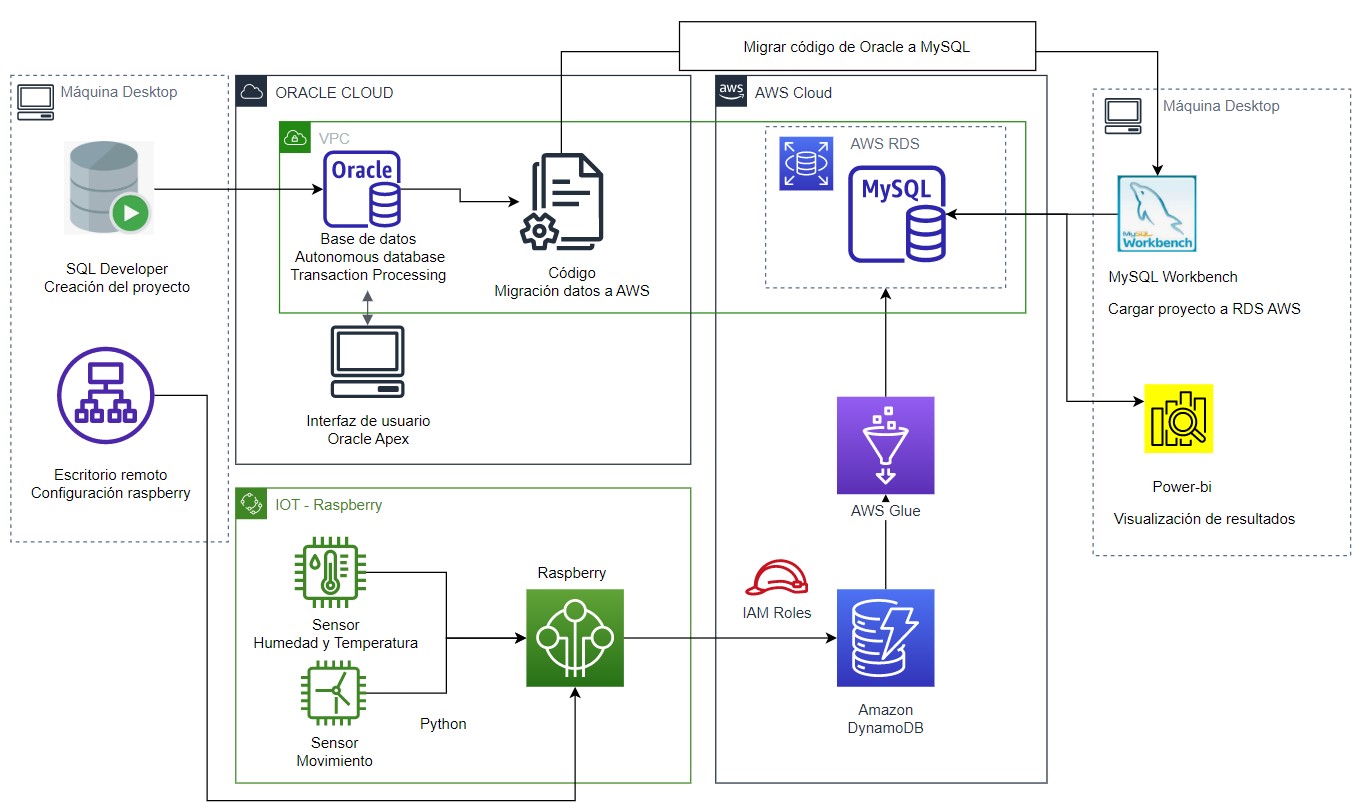 Migrar código de Oracle a MySQL
Máquina Desktop
SQL Developer
Creación del proyecto
Escritorio remoto
Configuración raspberry
ORACLE CLOUD
VPC
Oracle
Base de datos
Autonomous database
Transaction Processing
Código
Migración datos a AWS
Interfaz de usuario
Oracle Apex
IOT - Raspberry
Sensor
Humedad y Temperatura
Sensor
Movimiento
Python
Raspberry
aws
AWS Cloud
AWS RDS
MySQL
AWS Glue
IAM Roles
Amazon
DynamoDB
Máquina Desktop
MySQL
Workbench
MySQL Workbench
Cargar proyecto a RDS AWS
Power-bi
Visualización de resultados